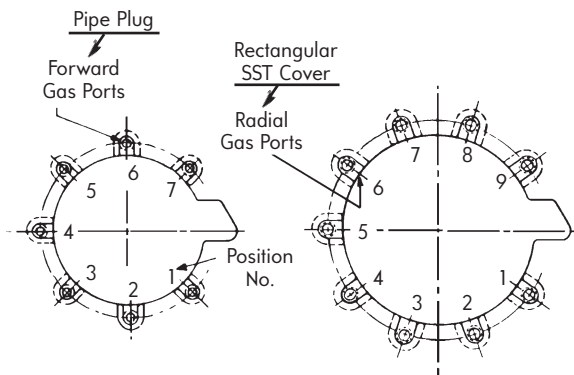 Pipe Plug
Forward
Gas Ports
Rectangular
SST Cover
Radial
Gas Ports
6
5
7
4
3
2
1
Position
No.
7
8
6
9
5
4
3
2
1